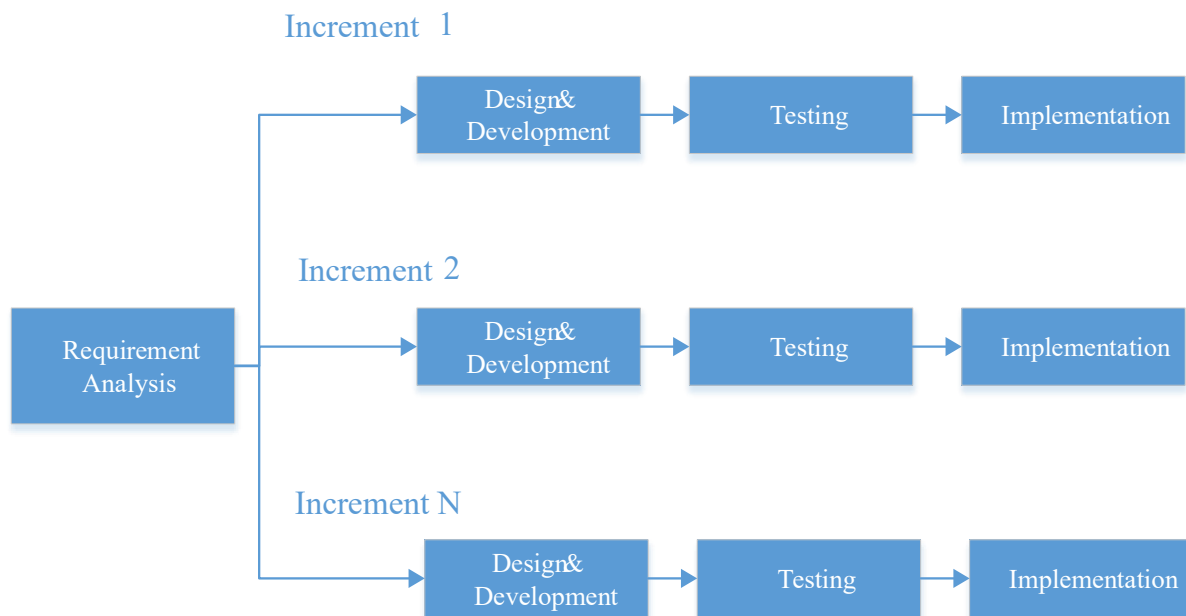 Increment 1
Design&
Development
Testing
Implementation
Increment 2
Requirement
Analysis
Design&
Development
Testing
Implementation
Increment N
Design&
Development
Testing
Implementation